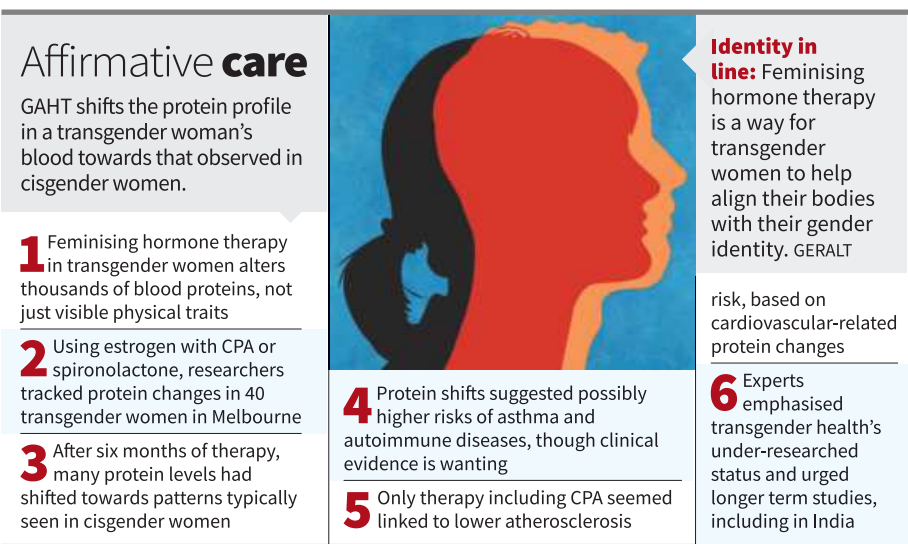 Affirmative care
GAHT shifts the protein profile
in a transgender woman's
blood towards that observed in
cisgender women.
1 Feminising hormone therapy
in transgender women alters
thousands of blood proteins, not
just visible physical traits
2 Using estrogen with CPA or
spironolactone, researchers
tracked protein changes in 40
transgender women in Melbourne
3 After six months of therapy,
many protein levels had
shifted towards patterns typically
seen in cisgender women
4 Protein shifts suggested possibly
higher risks of asthma and
autoimmune diseases, though clinical
evidence is wanting
5 Only therapy including CPA seemed
linked to lower atherosclerosis
Identity in
line: Feminising
hormone therapy
is a way for
transgender
women to help
align their bodies
with their gender
identity. GERALT
risk, based on
cardiovascular-related
protein changes
6 Experts
emphasised
transgender health's
under-researched
status and urged
longer term studies,
including in India